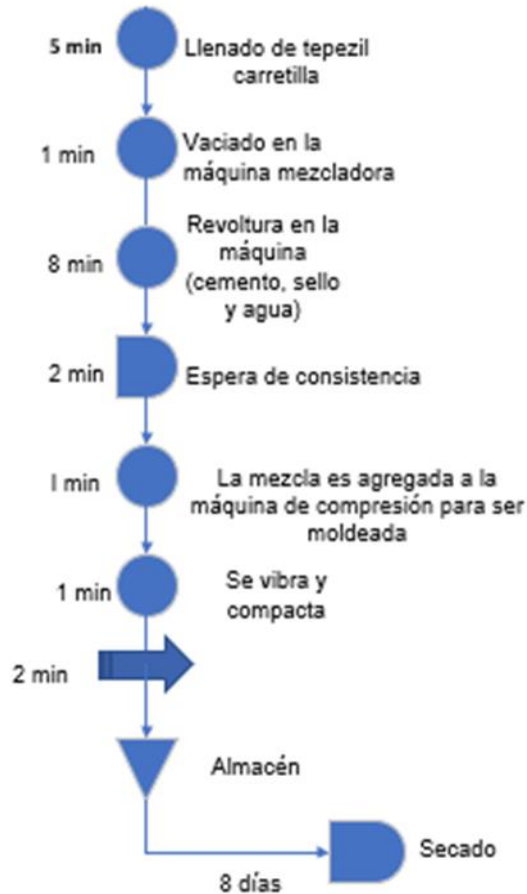 5 min
Llenado de tepezil
carretilla
1 min
Vaciado en la
máquina mezcladora
8 min
Revoltura en la
máquina
(cemento, sello
y agua)
2 min
Espera de consistencia
I min
La mezcla es agregada a la
máquina de compresión para ser
moldeada
1 min
Se vibra y
compacta
2 min
Almacén
Secado
8 días